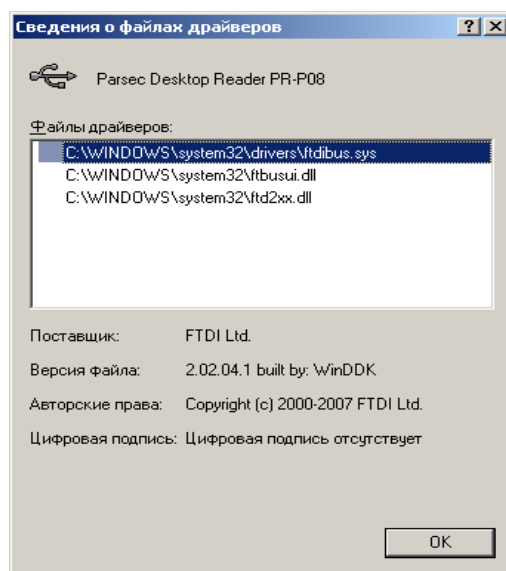 Сведения о файлах драйверов
Parsec Desktop Reader PR-P08
Файлы драйверов:
C:\WINDOWS\system32\drivers\ftdibus.sys
C:\WINDOWS\system32\ftbusui.dll
C:\WINDOWS\system32\ftd2xx.dll
Поставщик: FTDI Ltd.
Версия файла: 2.02.04.1 built by: WinDDK
Авторские права: Copyright (c) 2000-2007 FTDI Ltd.
Цифровая подпись: Цифровая подпись отсутствует
OK